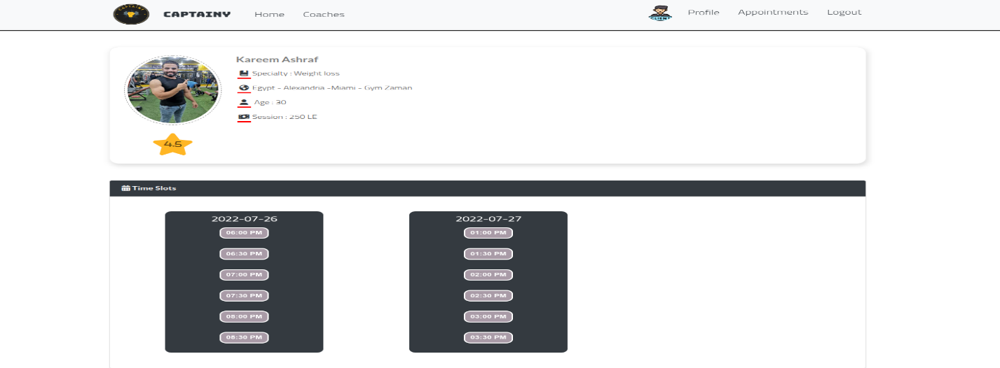 CAPTAINY
CAPTAINY Home Coaches
CLIENT Profile Appointments Logout
Kareem Ashraf
Specialty : Weight loss
Egypt - Alexandria -Miami - Gym Zaman
Age : 30
Session : 250 LE
4.5
Time Slots
2022-07-26
06:00 PM
06:30 PM
07:00 PM
07:30 PM
08:00 PM
08:30 PM
2022-07-27
01:00 PM
01:30 PM
02:00 PM
02:30 PM
03:00 PM
03:30 PM